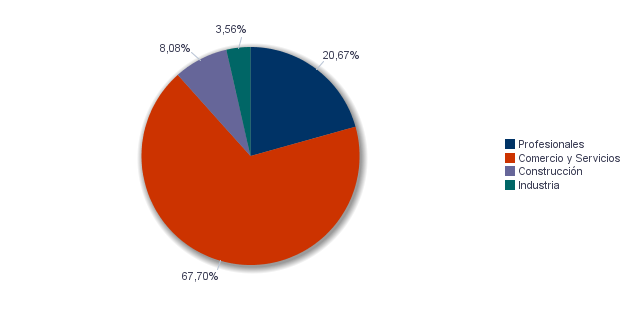 3,56%
8,08%
20,67%
67,70%
Profesionales
Comercio y Servicios
Construcción
Industria